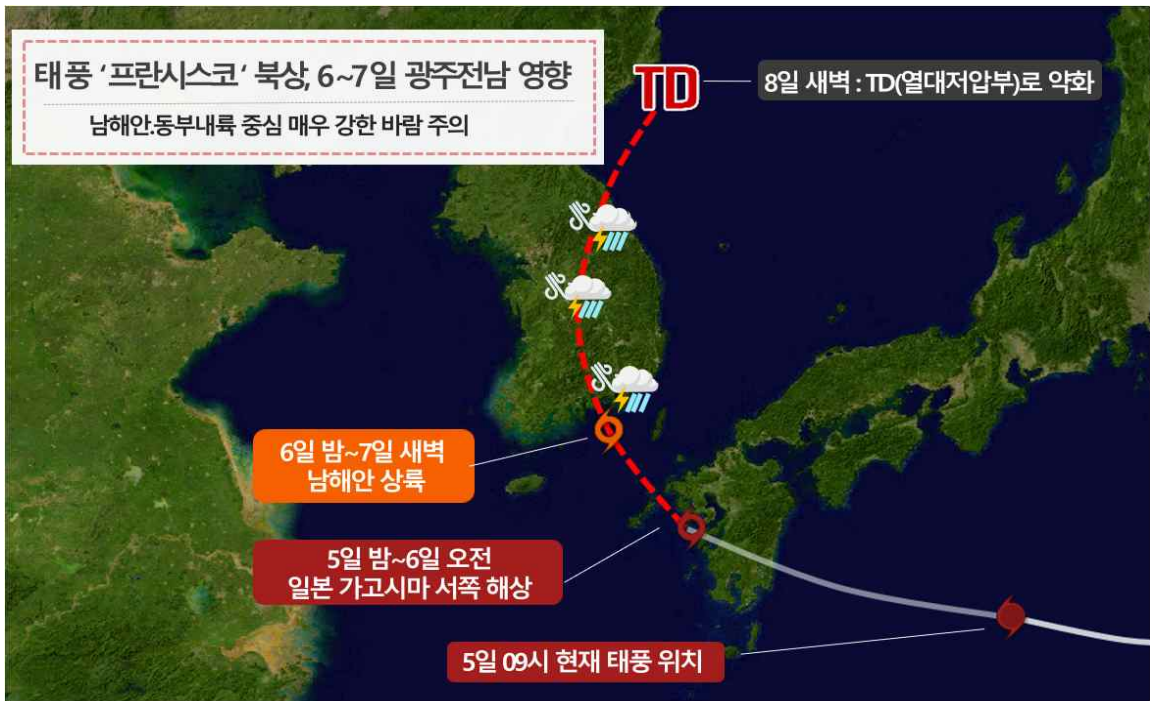 태풍 ‘프란시스코‘ 북상, 6~7일 광주전남 영향
남해안.동부내륙 중심 매우 강한 바람 주의
TD
8일 새벽 : TD(열대저압부)로 약화
6일 밤~7일 새벽
남해안 상륙
5일 밤~6일 오전
일본 가고시마 서쪽 해상
5일 09시 현재 태풍 위치